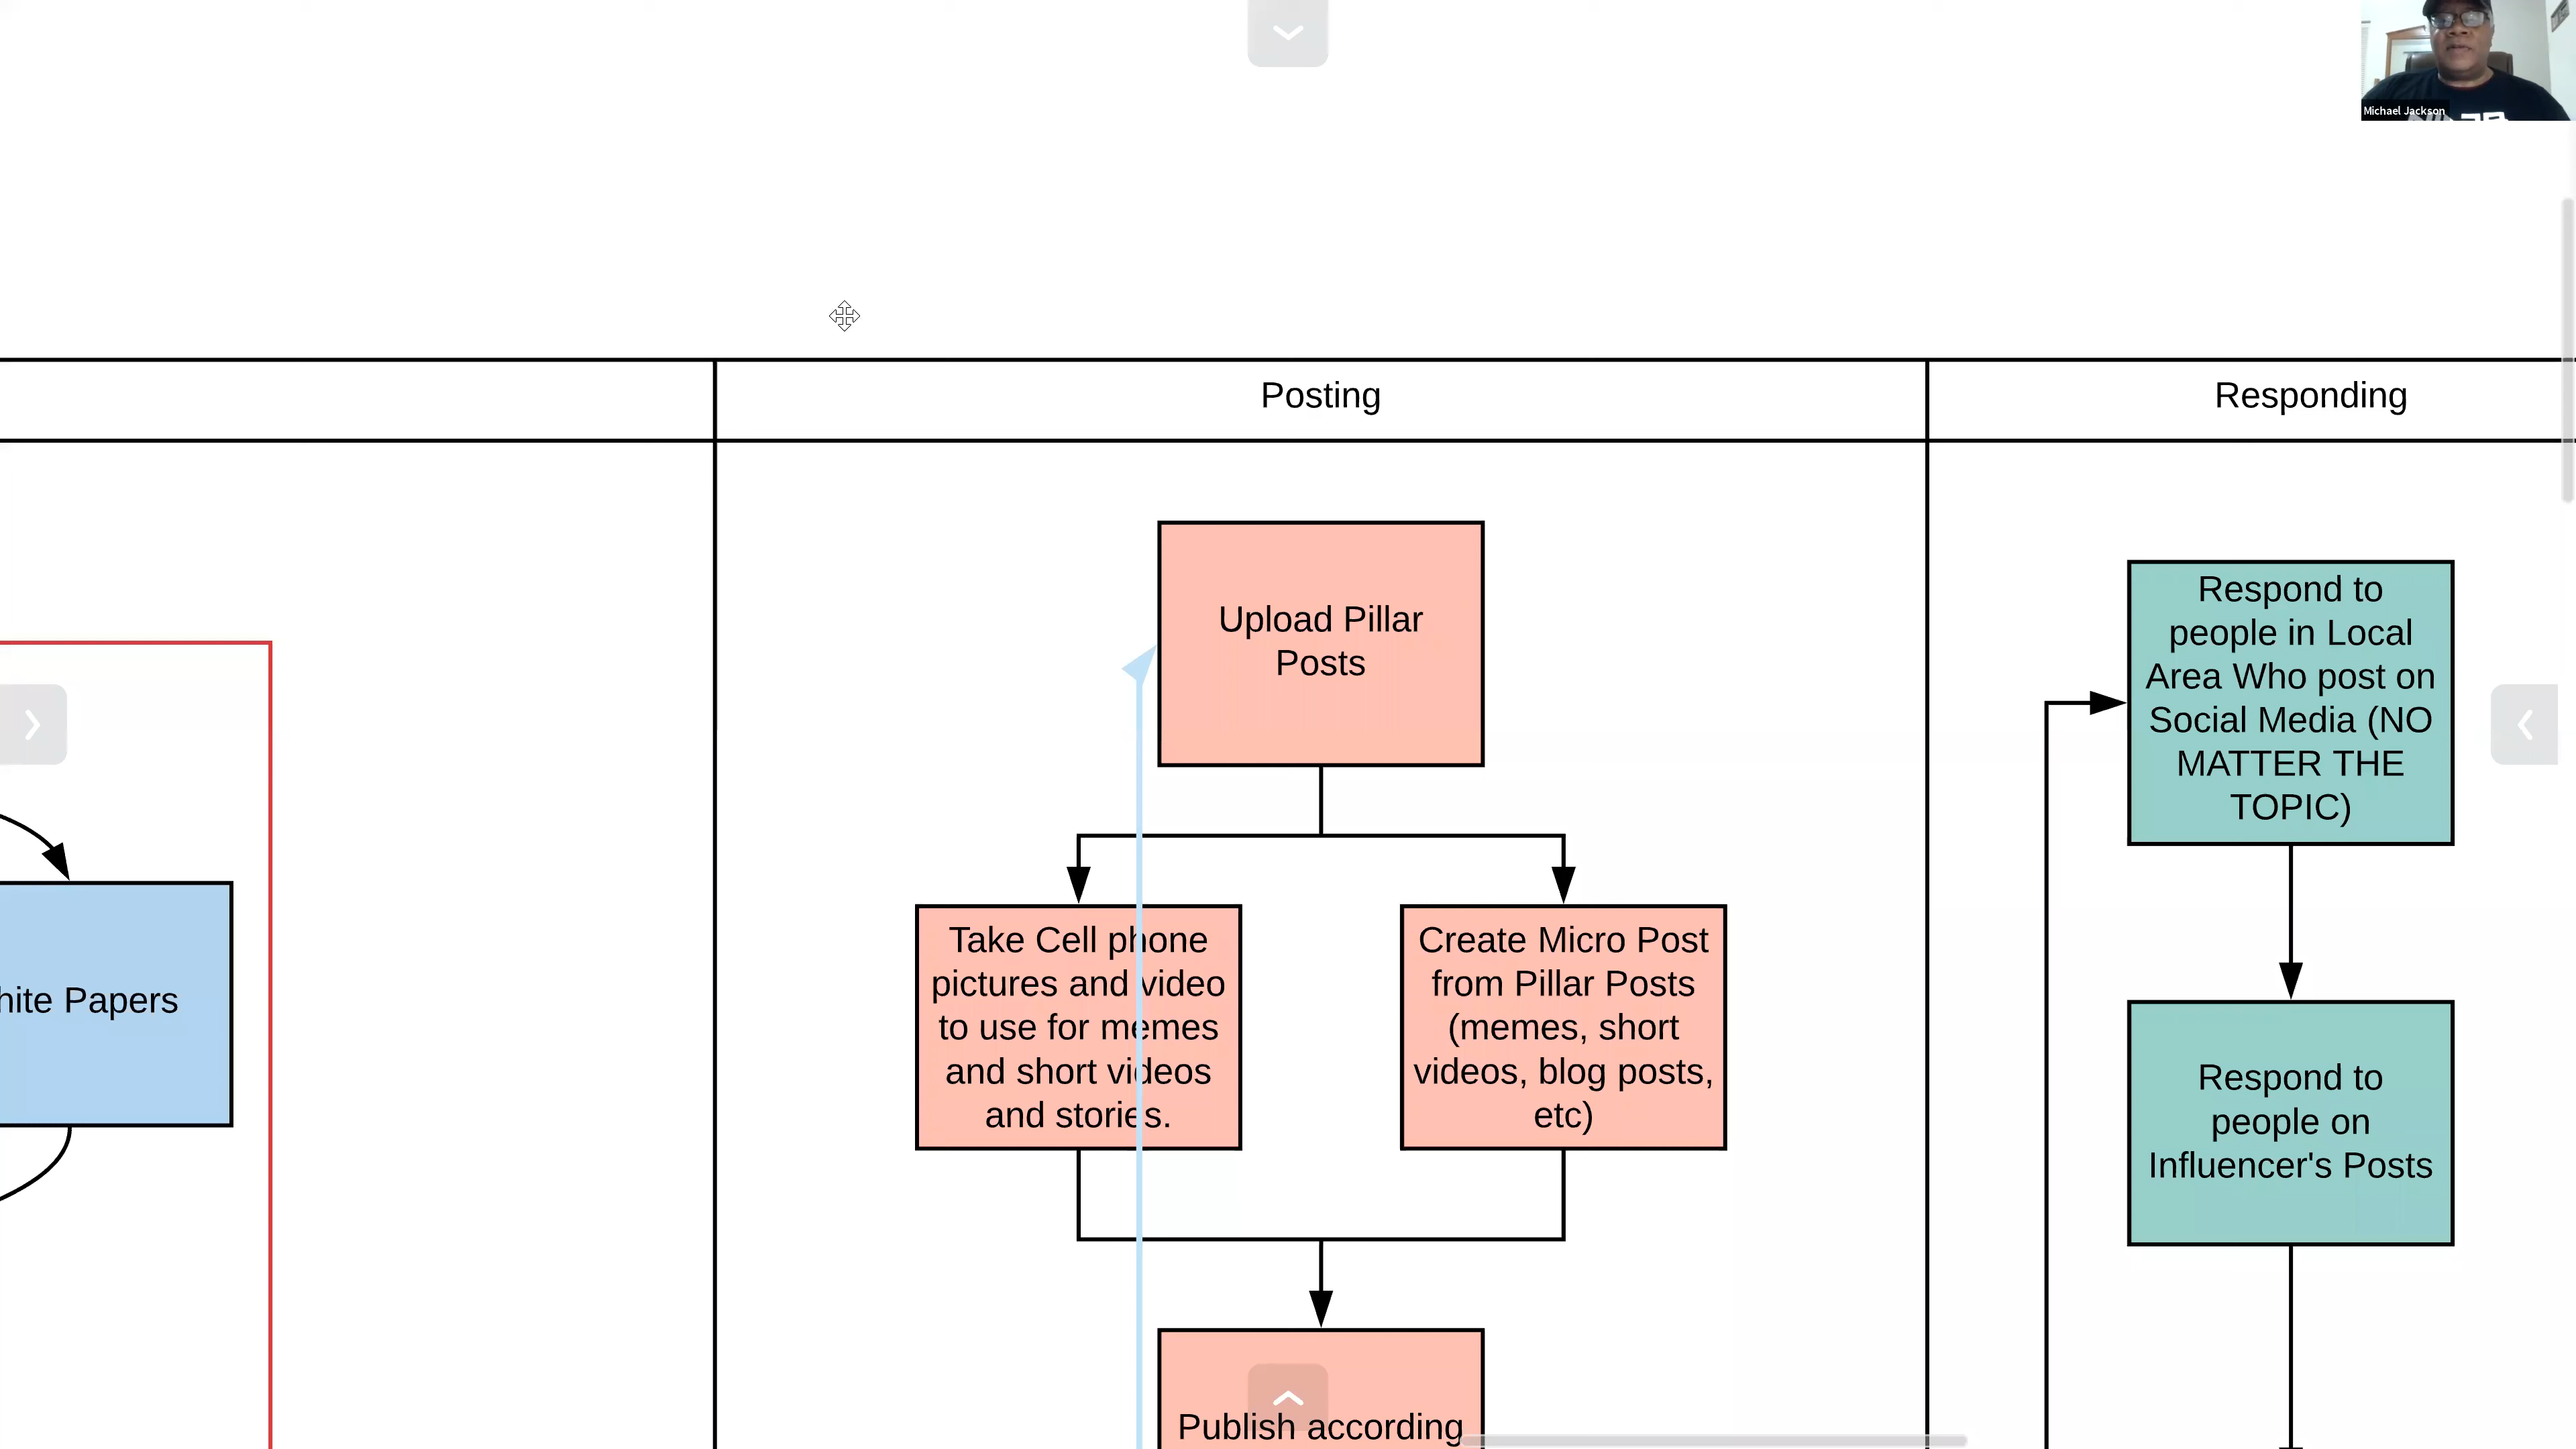 Michael Jackson
Posting
Responding
Upload Pillar
Posts
Respond to
people in Local
Area Who post on
Social Media (NO
MATTER THE
TOPIC)
hite Papers
Take Cell phone
pictures and video
to use for memes
and short videos
and stories.
Create Micro Post
from Pillar Posts
(memes, short
videos, blog posts,
etc)
Respond to
people on
Influencer's Posts
Publish according